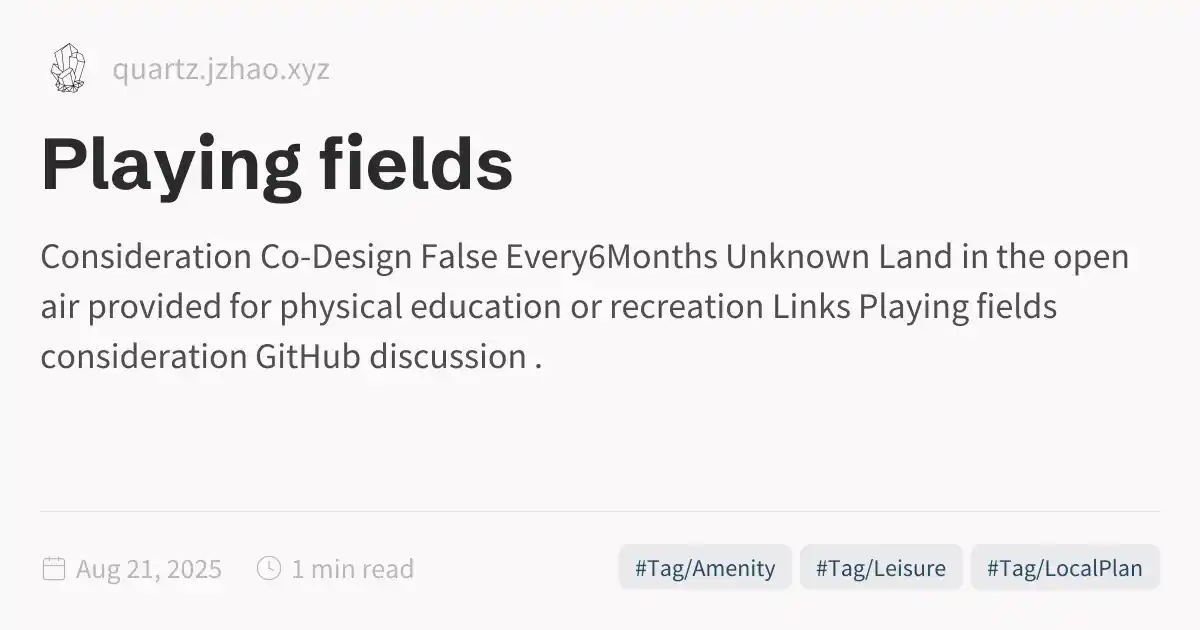 quartz.jzhao.xyz
Playing fields
Consideration Co-Design False Every6Months Unknown Land in the open
air provided for physical education or recreation Links Playing fields
consideration GitHub discussion .
Aug 21, 2025 1 min read #Tag/Amenity #Tag/Leisure #Tag/LocalPlan